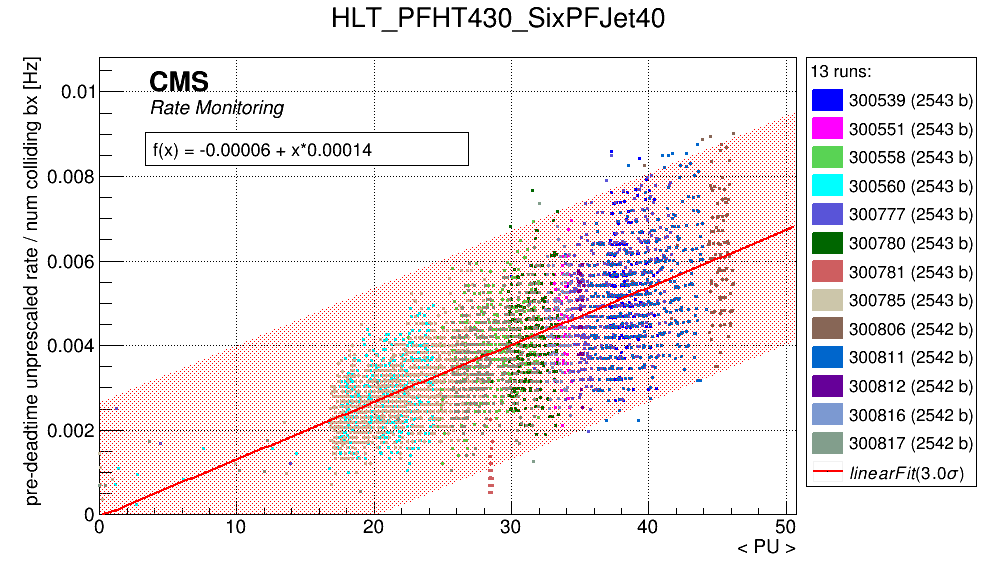 HLT_PFHT430_SixPFJet40
pre-deadtime unprescaled rate / num colliding bx [Hz]
CMS
Rate Monitoring
f(x) = -0.00006 + x*0.00014
0.01
0.008
0.006
0.004
0.002
0
0
10
20
30
40
50
< PU >
13 runs:
300539 (2543 b)
300551 (2543 b)
300558 (2543 b)
300560 (2543 b)
300777 (2543 b)
300780 (2543 b)
300781 (2543 b)
300785 (2543 b)
300806 (2542 b)
300811 (2542 b)
300812 (2542 b)
300816 (2542 b)
300817 (2542 b)
linearFit(3.0σ)